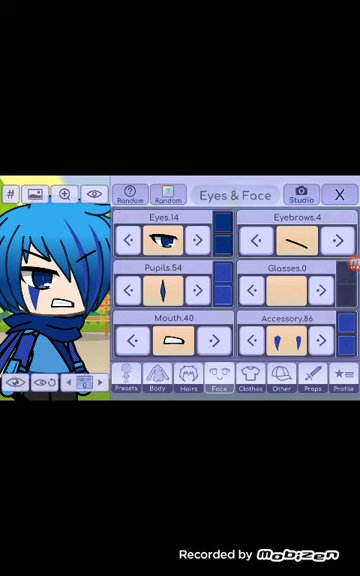 #
Random
Random
Eyes & Face
Studio
X
Eyes.14
Eyebrows.4
Pupils.54
Glasses.0
Mouth.40
Accessory.86
Presets
Body
Hairs
Face
Clothes
Other
Props
Profile
Recorded by mobizen